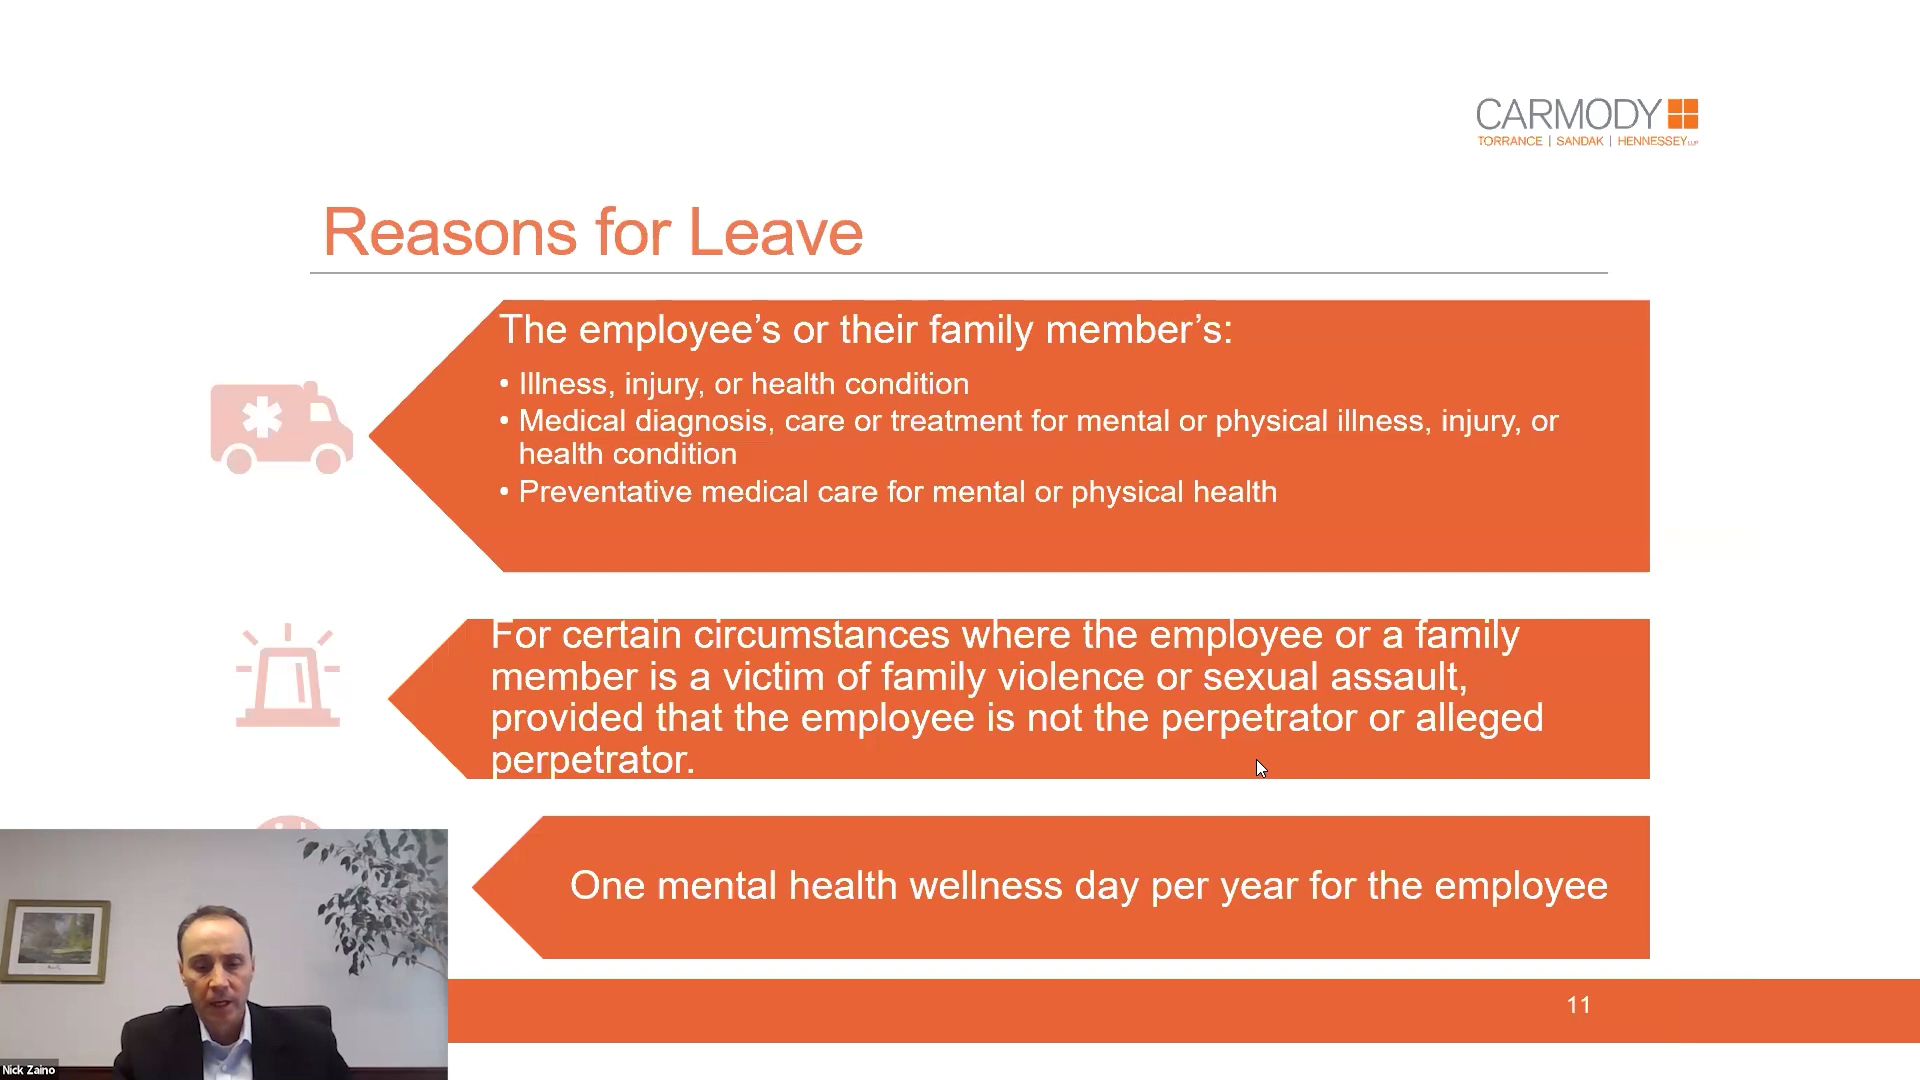 CARMODY
TORRANCE | SANDAK | HENNESSEY LLP
Reasons for Leave
The employee’s or their family member’s:
• Illness, injury, or health condition
• Medical diagnosis, care or treatment for mental or physical illness, injury, or
health condition
• Preventative medical care for mental or physical health
For certain circumstances where the employee or a family
member is a victim of family violence or sexual assault,
provided that the employee is not the perpetrator or alleged
perpetrator.
One mental health wellness day per year for the employee
11
Nick Zaino